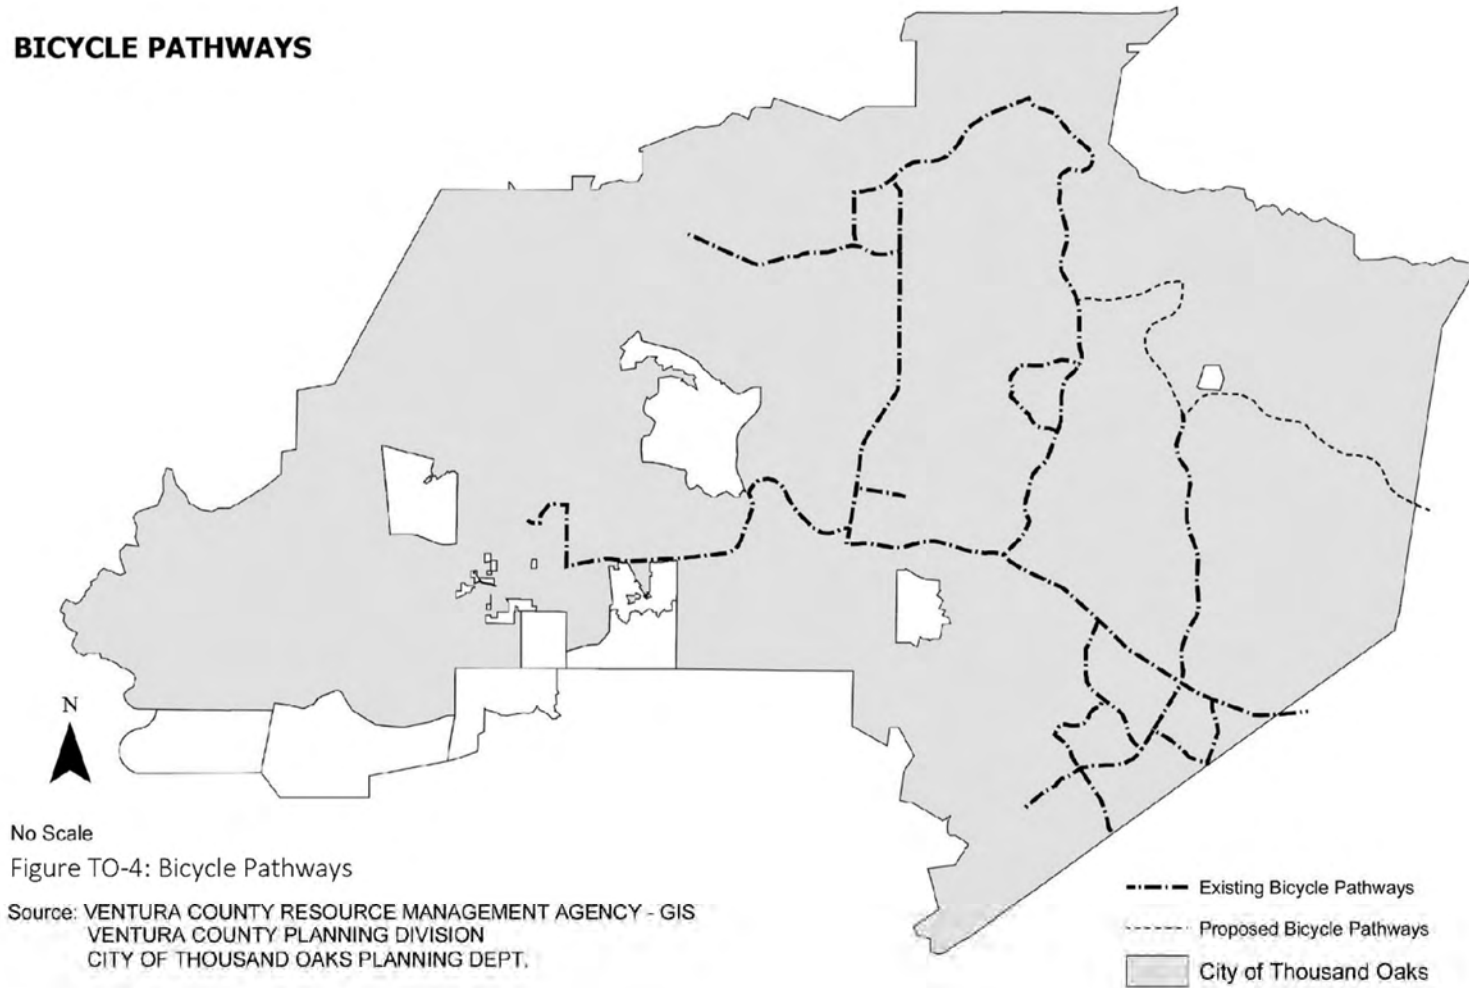 BICYCLE PATHWAYS
N
No Scale
Figure TO-4: Bicycle Pathways
Source: VENTURA COUNTY RESOURCE MANAGEMENT AGENCY - GIS
VENTURA COUNTY PLANNING DIVISION
CITY OF THOUSAND OAKS PLANNING DEPT.
Existing Bicycle Pathways
Proposed Bicycle Pathways
City of Thousand Oaks